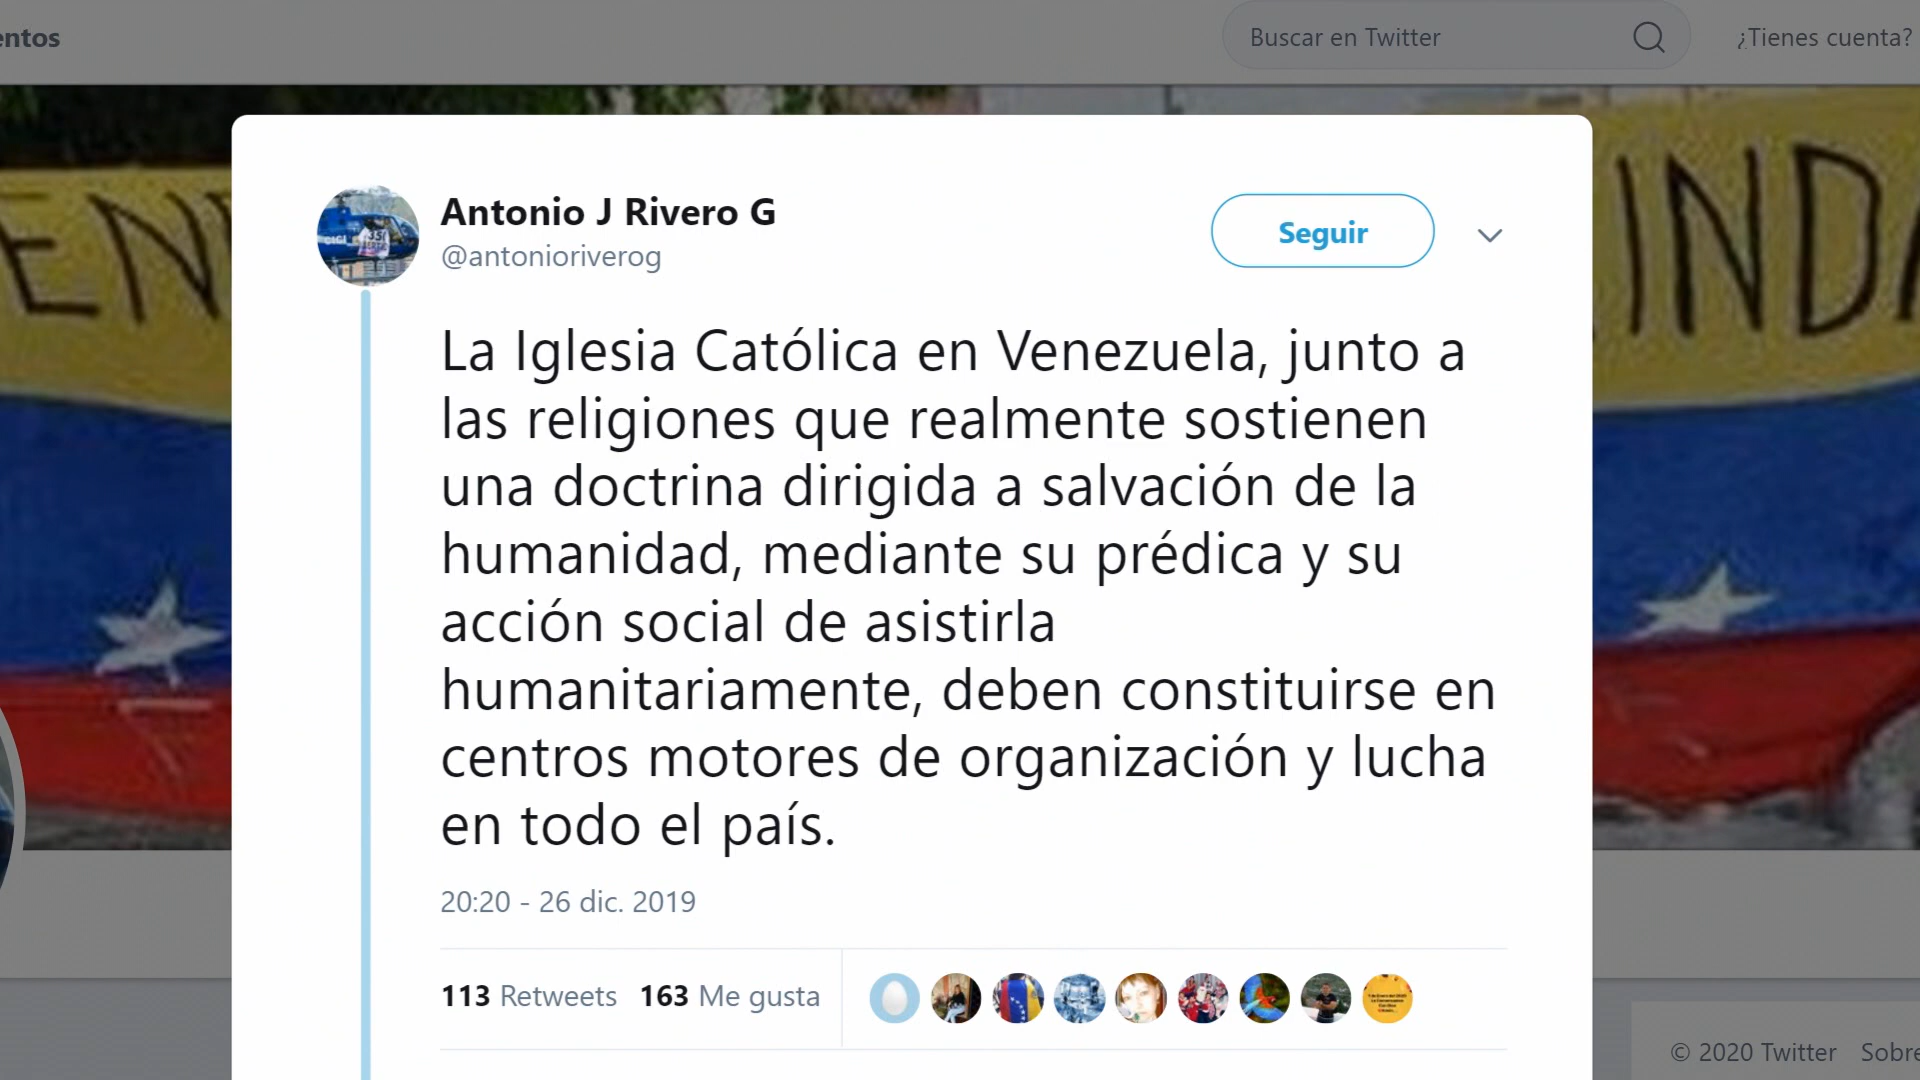 entos
Buscar en Twitter
¿Tienes cuenta?
Antonio J Rivero G
@antonioriverog
Seguir
La Iglesia Católica en Venezuela, junto a
las religiones que realmente sostienen
una doctrina dirigida a salvación de la
humanidad, mediante su prédica y su
acción social de asistirla
humanitariamente, deben constituirse en
centros motores de organización y lucha
en todo el país.
20:20 - 26 dic. 2019
113 Retweets 163 Me gusta
© 2020 Twitter Sobre
EN
IND